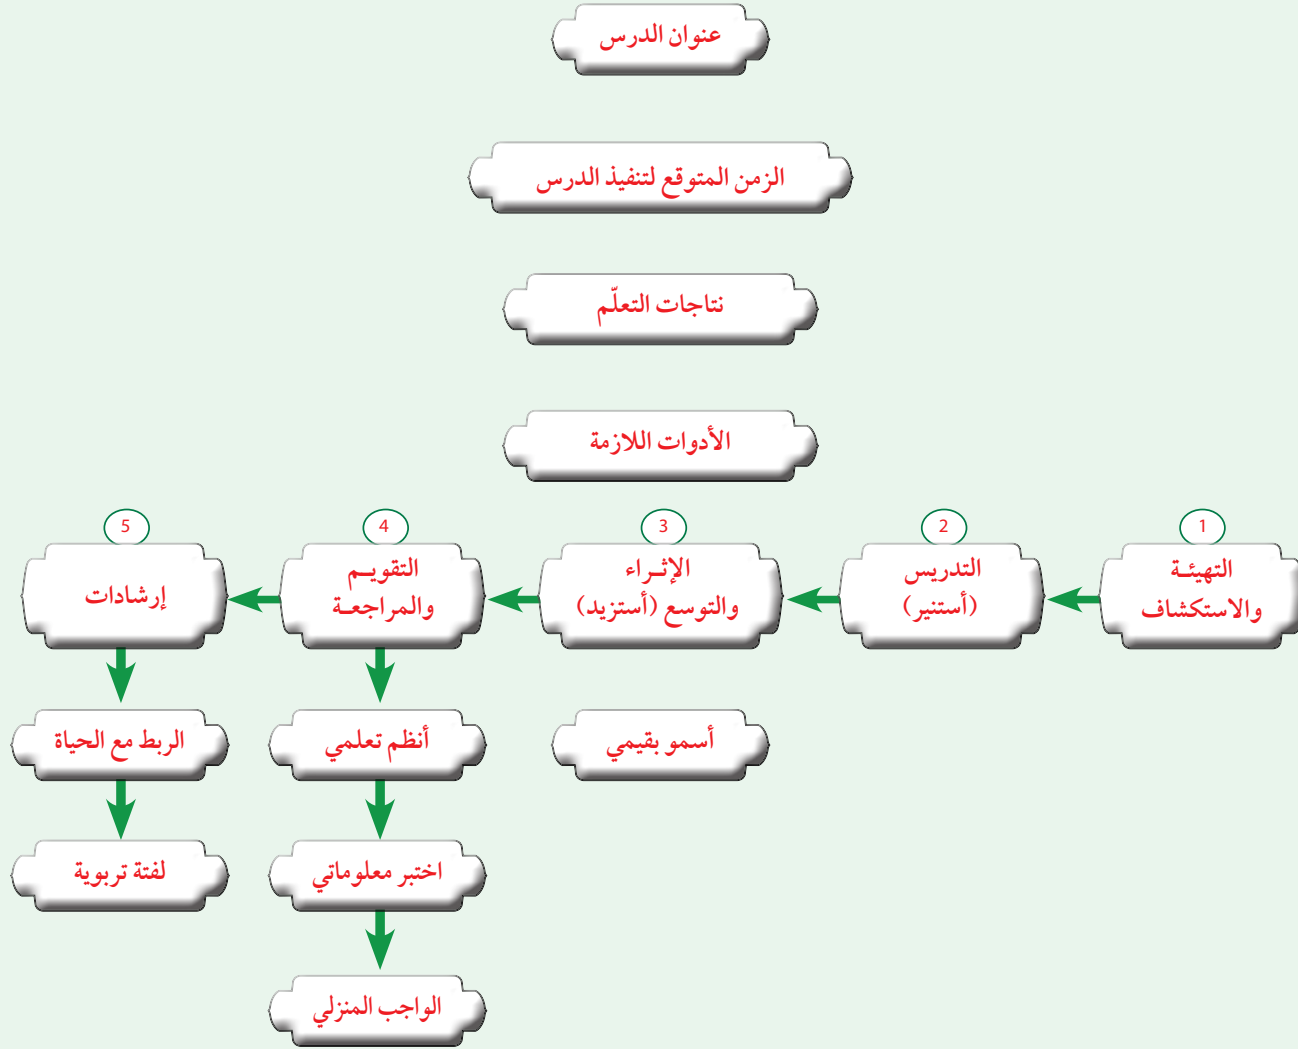 عنوان الدرس
الزمن المتوقع لتنفيذ الدرس
نتاجات التعلّم
الأدوات اللازمة
1
التهيئـة
والاستكشاف
2
التدريس
(أستنير)
3
الإثـراء
والتوسع (أستزيد)
4
التقويـم
والمراجعـة
5
إرشادات
أسمو بقيمي
أنظم تعلمي
الربط مع الحياة
اختبر معلوماتي
لفتة تربوية
الواجب المنزلي